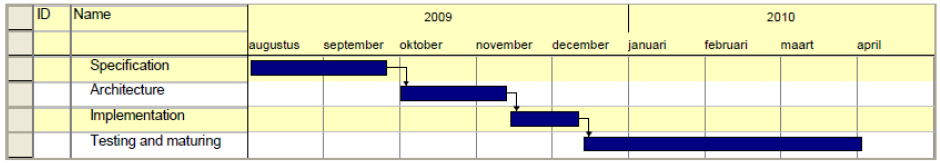 ID Name 2009 2010
augustus september oktober november december januari februari maart april
Specification
Architecture
Implementation
Testing and maturing